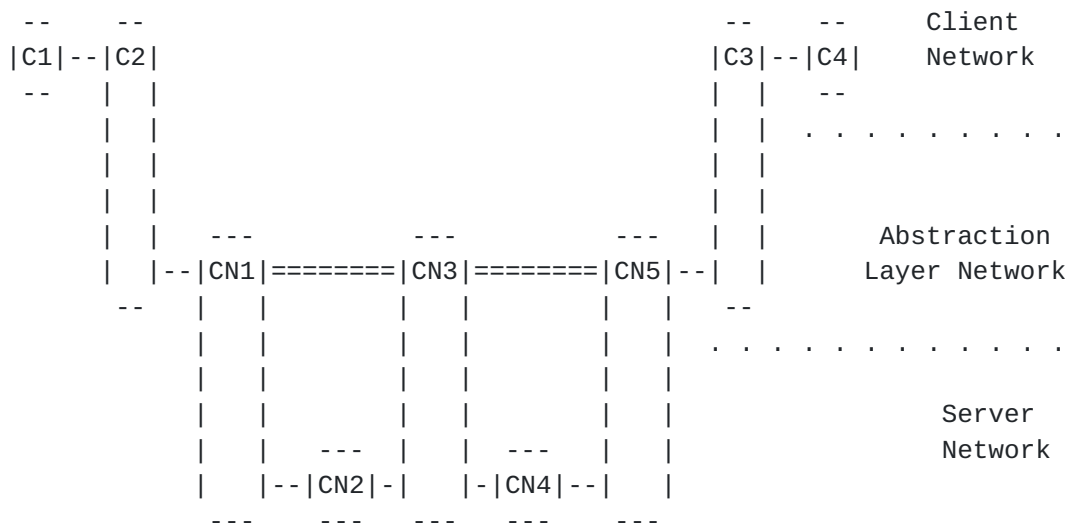 --    --                                      --    --     Client
|C1|--|C2|                                    |C3|--|C4|    Network
 --   |  |                                    |  |   --
      |  |                                    |  |  . . . . . . . . .
      |  |                                    |  |
      |  |                                    |  |
      |  |   ---          ---          ---    |  |       Abstraction
      |  |--|CN1|========|CN3|========|CN5|--|  |      Layer Network
       --   |   |        |   |        |   |   --
            |   |        |   |        |   |  . . . . . . . . . . . .
            |   |        |   |        |   |
            |   |        |   |        |   |                 Server
            |   |   ---  |   |  ---   |   |                 Network
            |   |--|CN2|-|   |-|CN4|--|   |
             ---    ---   ---   ---    ---